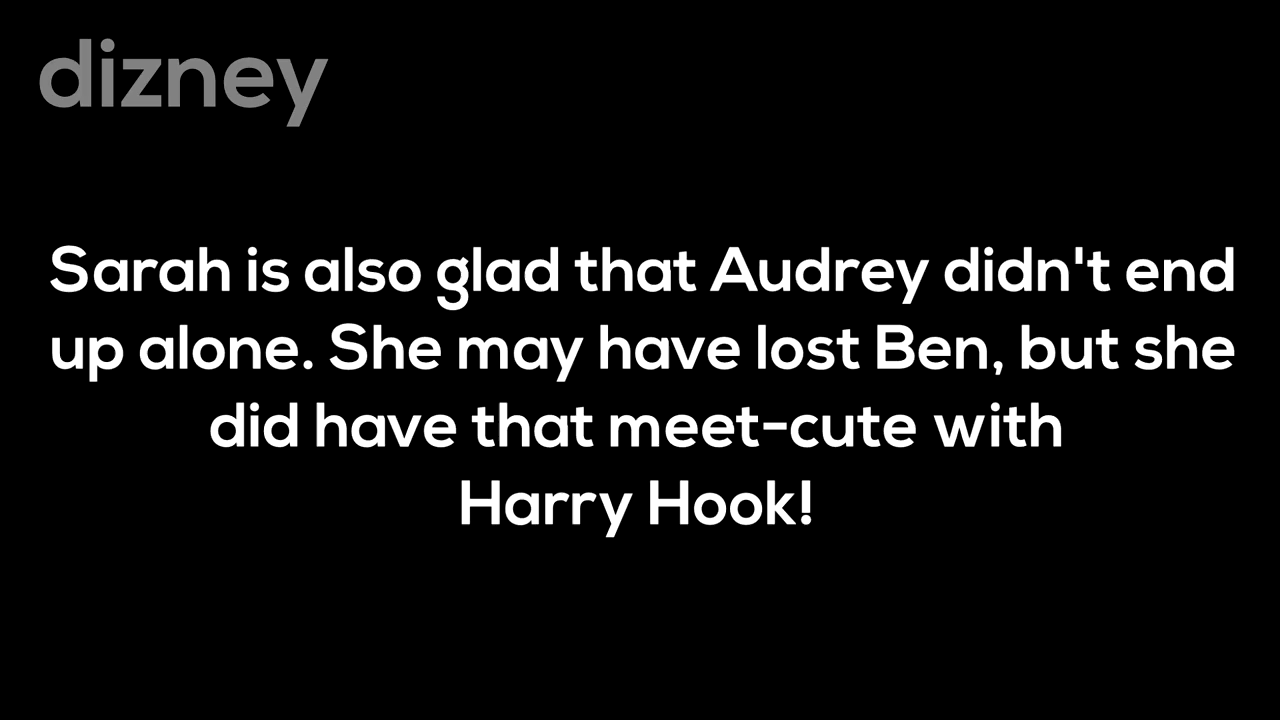 dizney
Sarah is also glad that Audrey didn't end
up alone. She may have lost Ben, but she
did have that meet-cute with
Harry Hook!